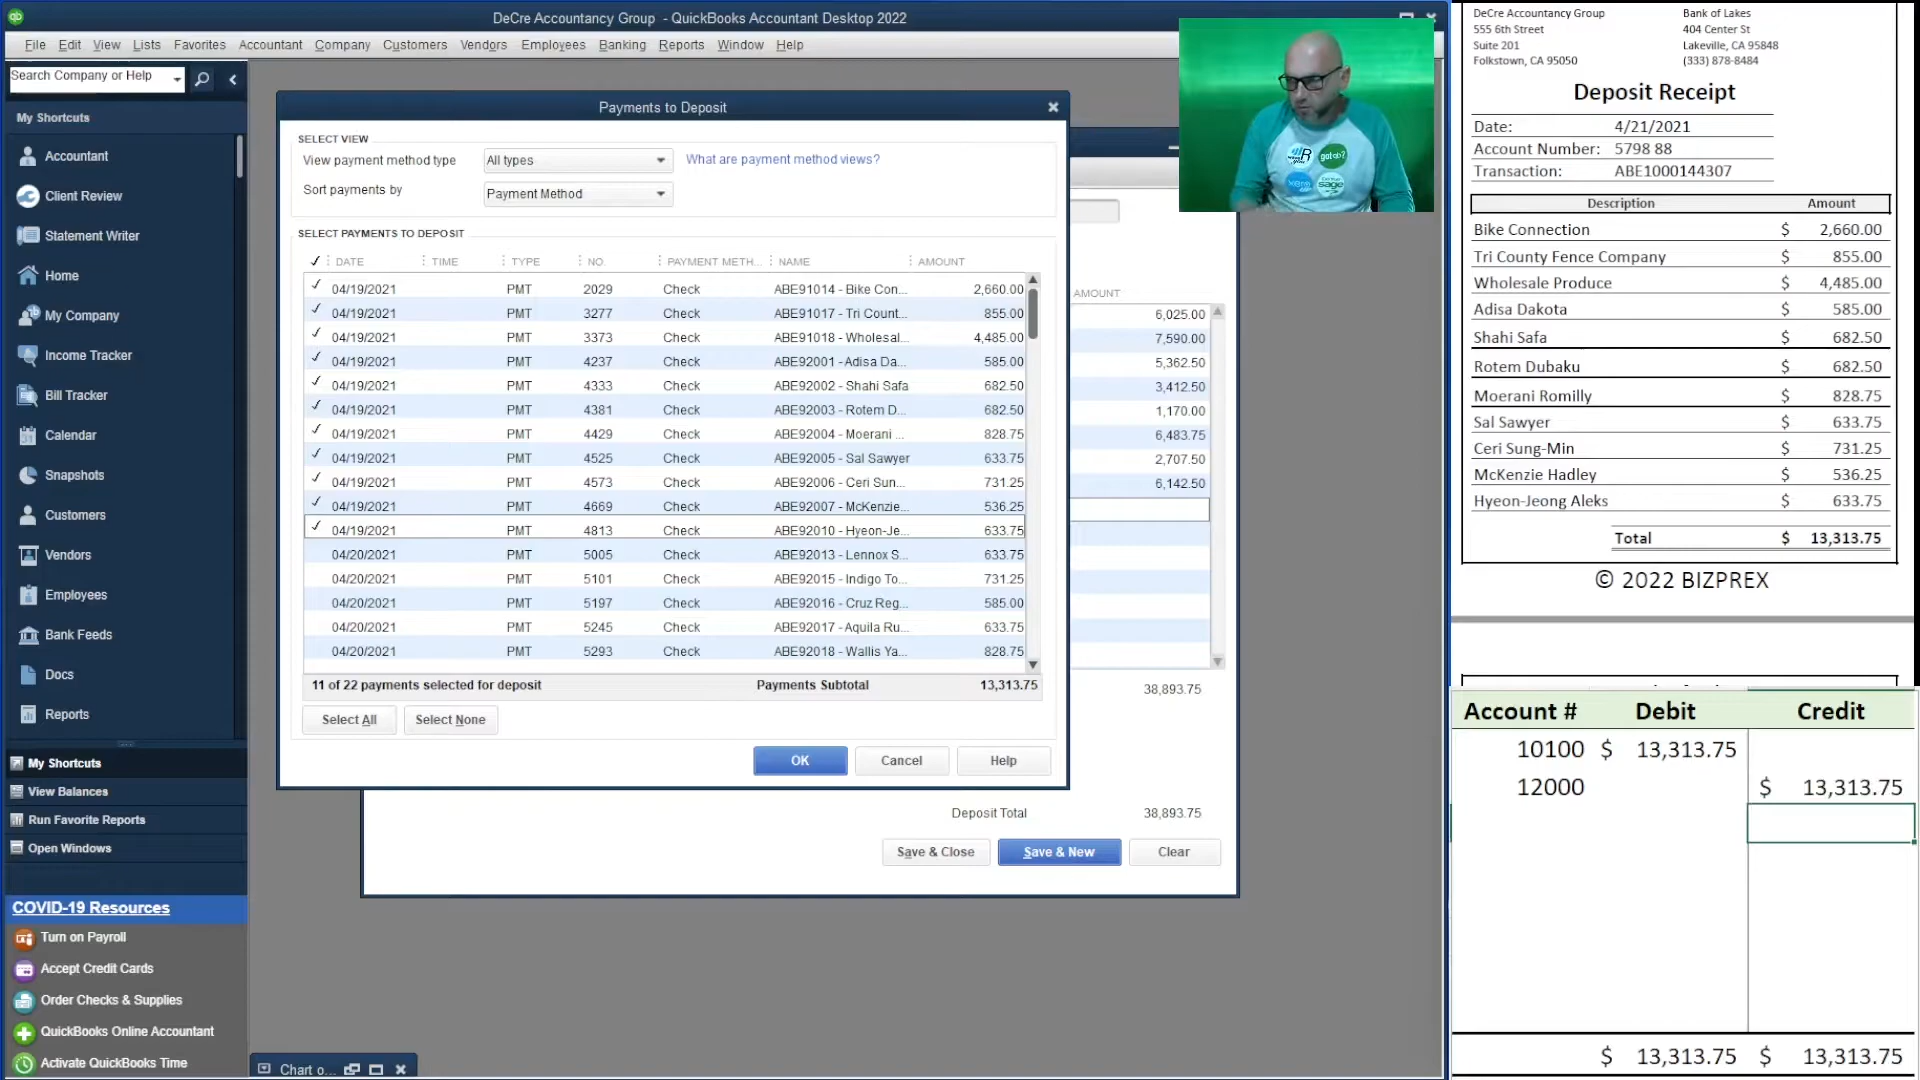 DeCre Accountancy Group - QuickBooks Accountant Desktop 2022
File Edit View Lists Favorites Accountant Company Customers Vendors Employees Banking Reports Window Help
Search Company or Help
My Shortcuts
Accountant
Client Review
Statement Writer
Home
My Company
Income Tracker
Bill Tracker
Calendar
Snapshots
Customers
Vendors
Employees
Bank Feeds
Docs
Reports
My Shortcuts
View Balances
Run Favorite Reports
Open Windows
COVID-19 Resources
Turn on Payroll
Accept Credit Cards
Order Checks & Supplies
QuickBooks Online Accountant
Activate QuickBooks Time
Payments to Deposit
SELECT VIEW
View payment method type All types What are payment method views?
Sort payments by Payment Method
SELECT PAYMENTS TO DEPOSIT
✓ DATE TIME TYPE NO. PAYMENT METH... NAME AMOUNT
✓ 04/19/2021 PMT 2029 Check ABE91014 - Bike Con... 2,660.00
✓ 04/19/2021 PMT 3277 Check ABE91017 - Tri Count... 855.00
✓ 04/19/2021 PMT 3373 Check ABE91018 - Wholesal... 4,485.00
✓ 04/19/2021 PMT 4237 Check ABE92001 - Adisa Da... 585.00
✓ 04/19/2021 PMT 4333 Check ABE92002 - Shahi Safa 682.50
✓ 04/19/2021 PMT 4381 Check ABE92003 - Rotem D... 682.50
✓ 04/19/2021 PMT 4429 Check ABE92004 - Moerani ... 828.75
✓ 04/19/2021 PMT 4525 Check ABE92005 - Sal Sawyer 633.75
✓ 04/19/2021 PMT 4573 Check ABE92006 - Ceri Sun... 731.25
✓ 04/19/2021 PMT 4669 Check ABE92007 - McKenzie... 536.25
✓ 04/19/2021 PMT 4813 Check ABE92010 - Hyeon-Je... 633.75
04/20/2021 PMT 5005 Check ABE92013 - Lennox S... 633.75
04/20/2021 PMT 5101 Check ABE92015 - Indigo To... 731.25
04/20/2021 PMT 5197 Check ABE92016 - Cruz Reg... 585.00
04/20/2021 PMT 5245 Check ABE92017 - Aquila Ru... 633.75
04/20/2021 PMT 5293 Check ABE92018 - Wallis Ya... 828.75
11 of 22 payments selected for deposit Payments Subtotal 13,313.75
Select All Select None
OK Cancel Help
AMOUNT
6,025.00
7,590.00
5,362.50
3,412.50
1,170.00
6,483.75
2,707.50
6,142.50
38,893.75
Deposit Total 38,893.75
Save & Close Save & New Clear
Chart o...
got ab?
xero
sage
DeCre Accountancy Group Bank of Lakes
555 6th Street 404 Center St
Suite 201 Lakeville, CA 95848
Folkstown, CA 95050 (333) 878-8484
Deposit Receipt
Date: 4/21/2021
Account Number: 5798 88
Transaction: ABE1000144307
Description Amount
Bike Connection $ 2,660.00
Tri County Fence Company $ 855.00
Wholesale Produce $ 4,485.00
Adisa Dakota $ 585.00
Shahi Safa $ 682.50
Rotem Dubaku $ 682.50
Moerani Romilly $ 828.75
Sal Sawyer $ 633.75
Ceri Sung-Min $ 731.25
McKenzie Hadley $ 536.25
Hyeon-Jeong Aleks $ 633.75
Total $ 13,313.75
© 2022 BIZPREX
Account # Debit Credit
10100 $ 13,313.75
12000 $ 13,313.75
$ 13,313.75 $ 13,313.75